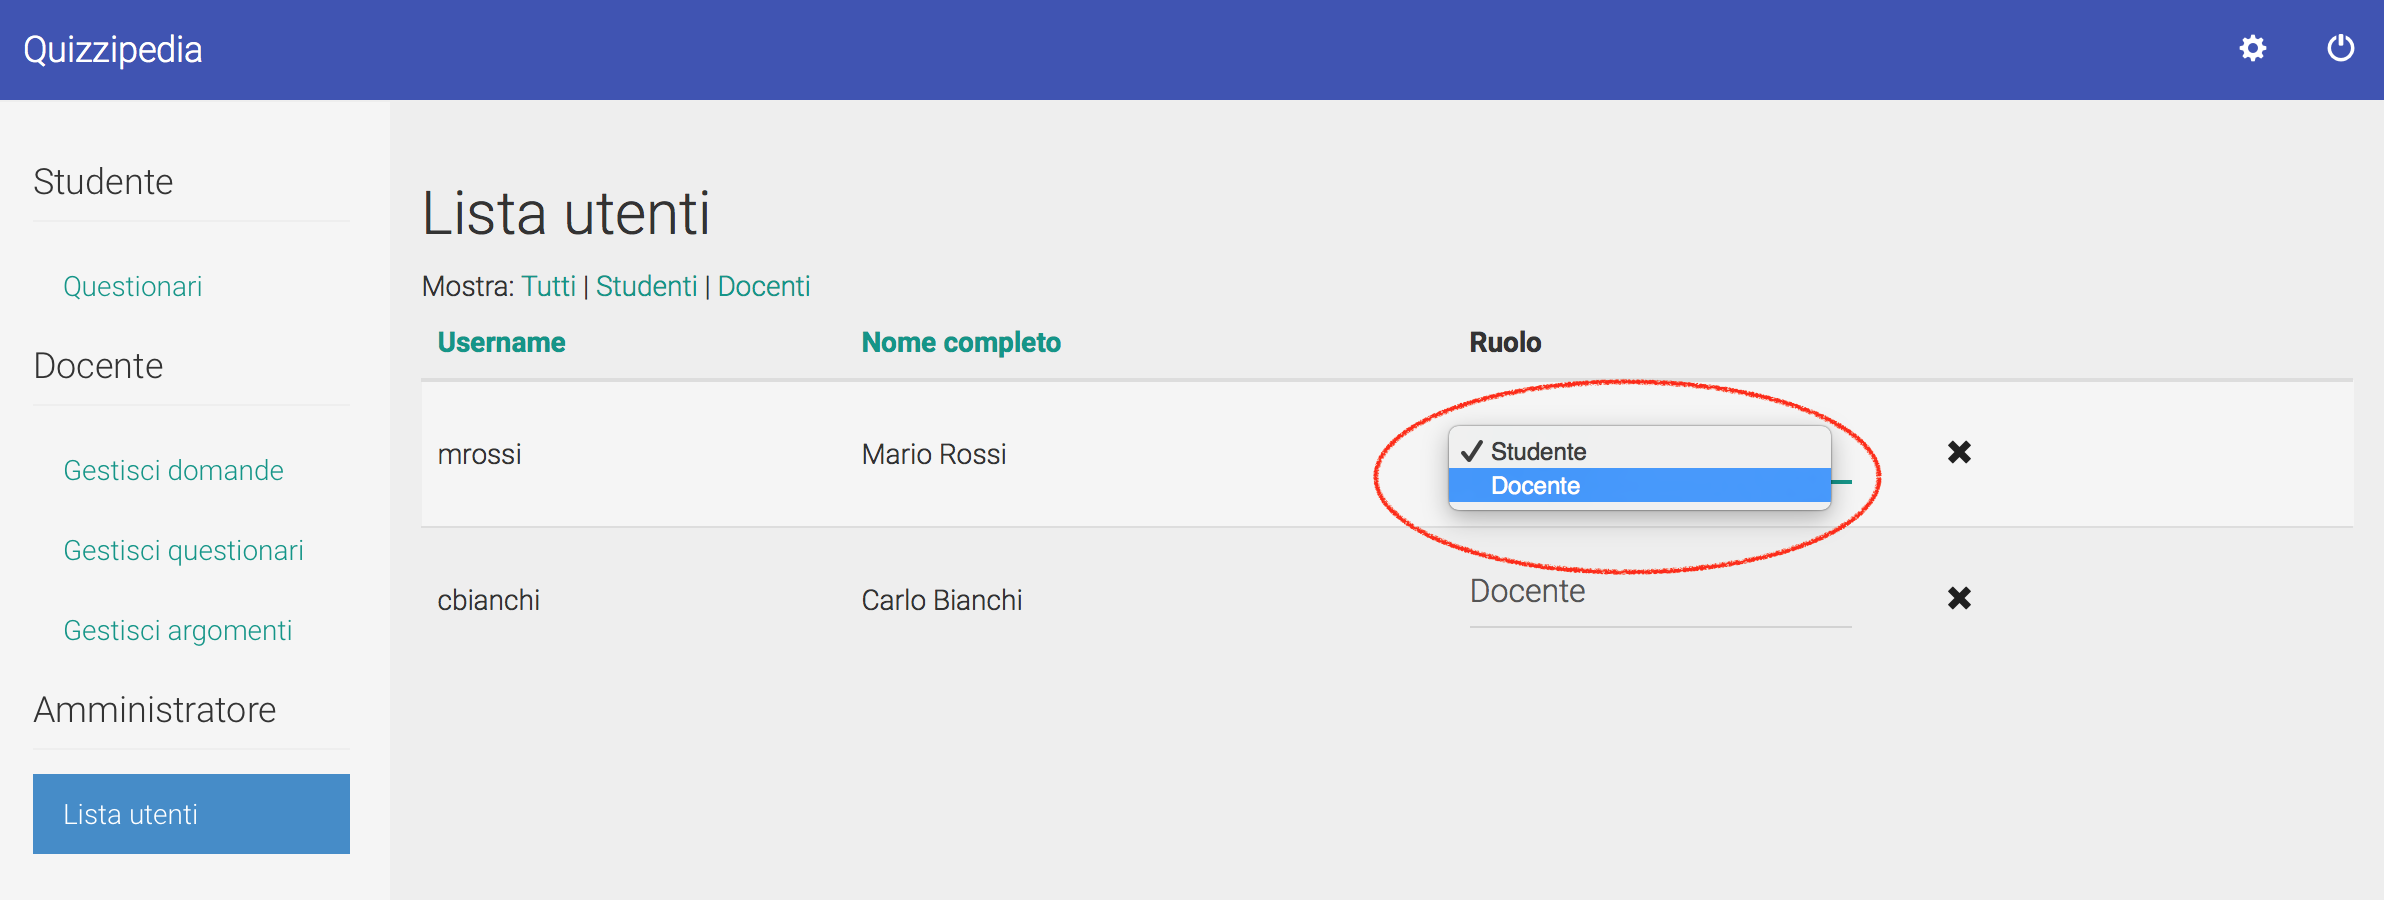 Quizzipedia
Studente
Questionari
Docente
Gestisci domande
Gestisci questionari
Gestisci argomenti
Amministratore
Lista utenti
Lista utenti
Mostra: Tutti | Studenti | Docenti
Username Nome completo Ruolo
mrossi Mario Rossi Studente
Docente
cbianchi Carlo Bianchi Docente